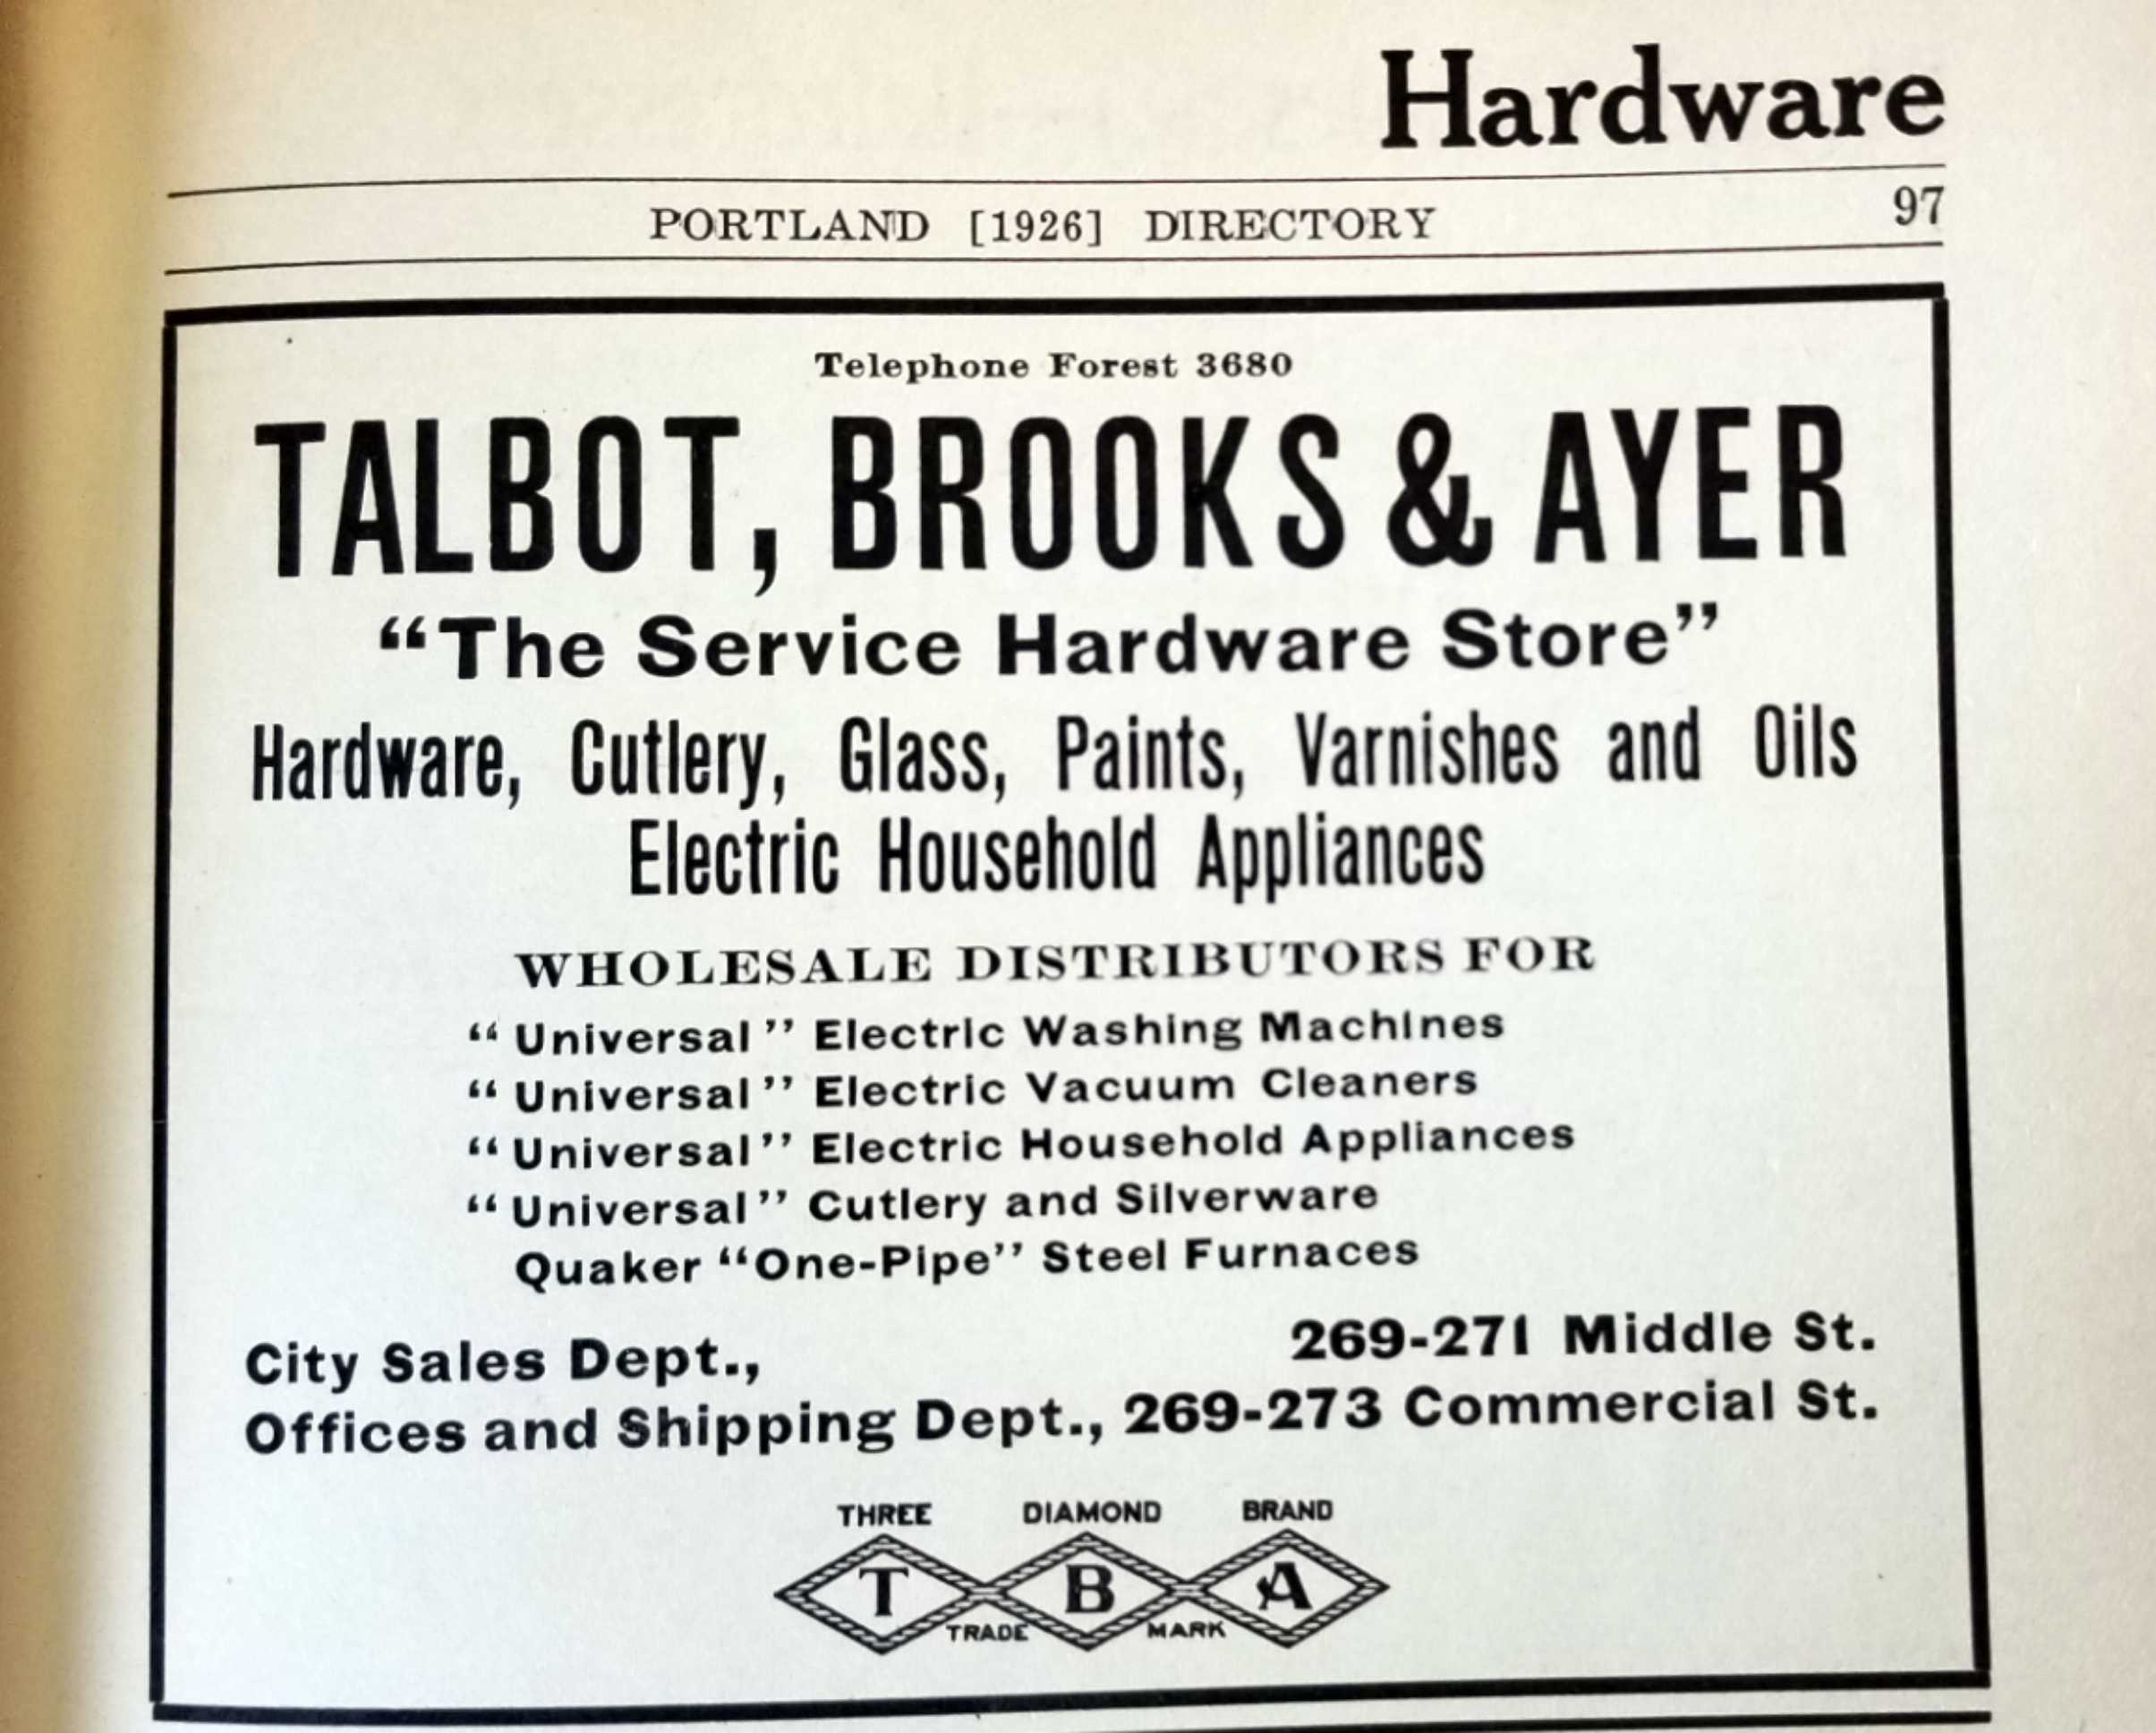 Hardware
PORTLAND [1926] DIRECTORY 97
Telephone Forest 3680
TALBOT, BROOKS & AYER
“The Service Hardware Store”
Hardware, Cutlery, Glass, Paints, Varnishes and Oils
Electric Household Appliances
WHOLESALE DISTRIBUTORS FOR
“Universal” Electric Washing Machines
“Universal” Electric Vacuum Cleaners
“Universal” Electric Household Appliances
“Universal” Cutlery and Silverware
Quaker “One-Pipe” Steel Furnaces
City Sales Dept., 269-271 Middle St.
Offices and Shipping Dept., 269-273 Commercial St.
THREE DIAMOND BRAND
T B A
TRADE MARK